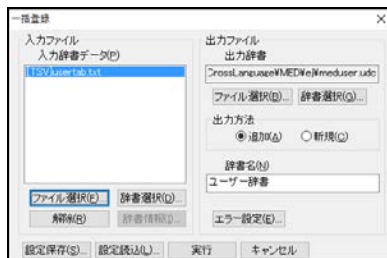 一括登録
入力ファイル
入力辞書データ(P)
[TSV]usertab.txt
ファイル選択(F)... 辞書選択(D)...
解除(R) 辞書情報(I)...
出力ファイル
出力辞書
CrossLanguage¥MED¥ej¥meduser.udc
ファイル選択(B)... 辞書選択(G)...
出力方法
追加(A) 新規(C)
辞書名(N)
ユーザー辞書
エラー設定(E)...
設定保存(S)... 設定読込(L)... 実行 キャンセル